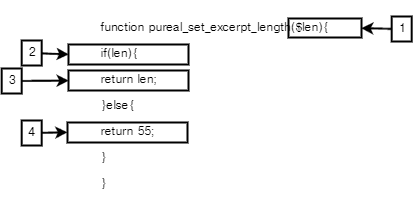 function pureal_set_excerpt_length($len){
1
2
if(len){
3
return len;
}else{
4
return 55;
}
}